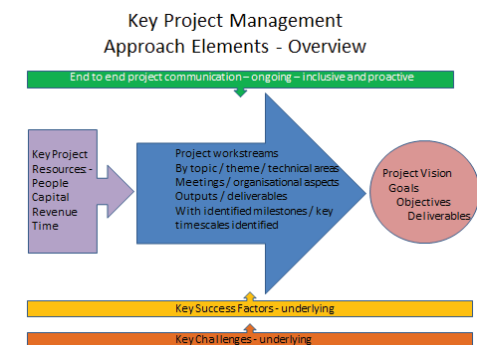 Key Project Management
Approach Elements - Overview
End to end project communication – ongoing – inclusive and proactive
Key Project
Resources -
People
Capital
Revenue
Time
Project workstreams
By topic / theme / technical areas
Meetings / organisational aspects
Outputs / deliverables
With identified milestones / key
timescales identified
Project Vision
Goals
Objectives
Deliverables
Key Success Factors - underlying
Key Challenges - underlying